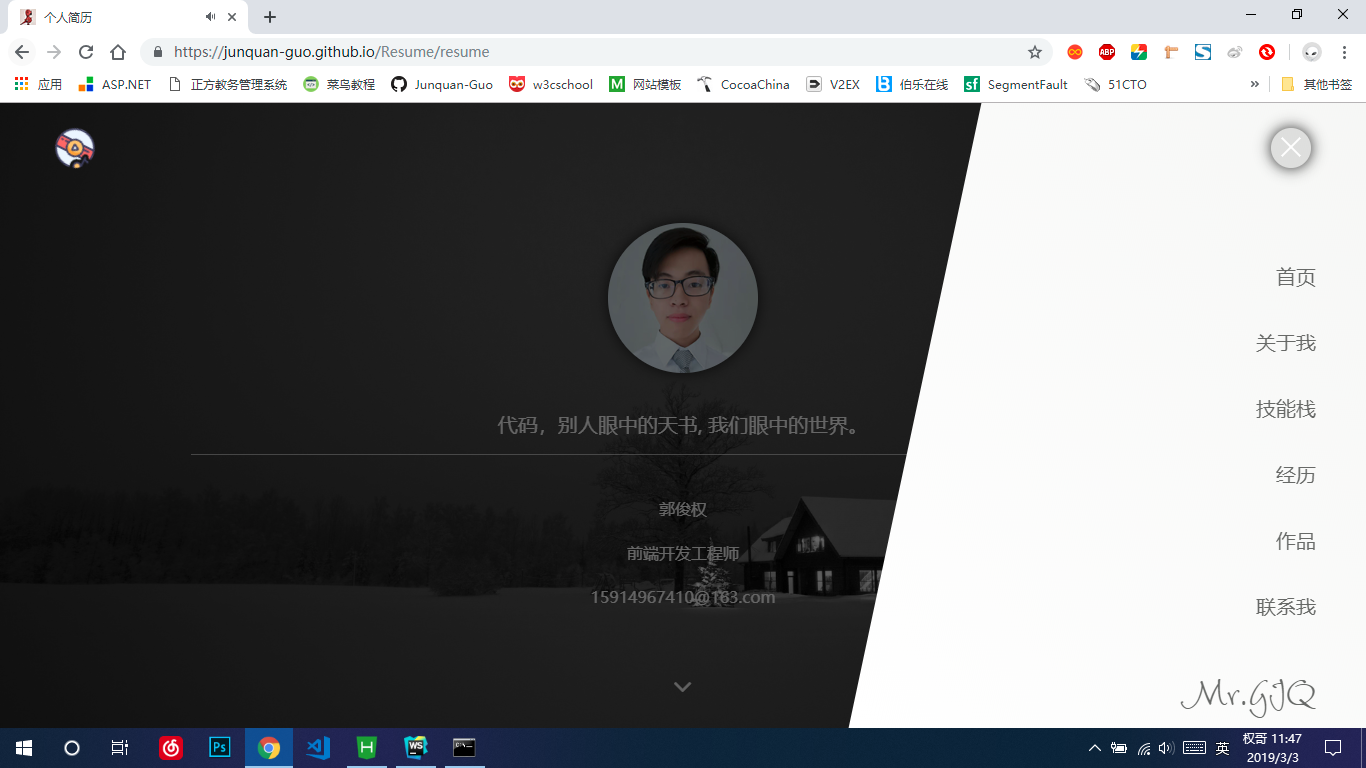 个人简历
https://junquan-guo.github.io/Resume/resume
ABP
应用 ASP.NET 正方教务管理系统 菜鸟教程 Junquan-Guo w3cschool M 网站模板 CocoaChina V2EX 伯乐在线 sf SegmentFault 51CTO » 其他书签
首页
关于我
技能栈
经历
作品
联系我
Mr.GJQ
代码，别人眼中的天书, 我们眼中的世界。
郭俊权
前端开发工程师
15914967410@163.com
Ps H WS 英 权哥 11:47
2019/3/3